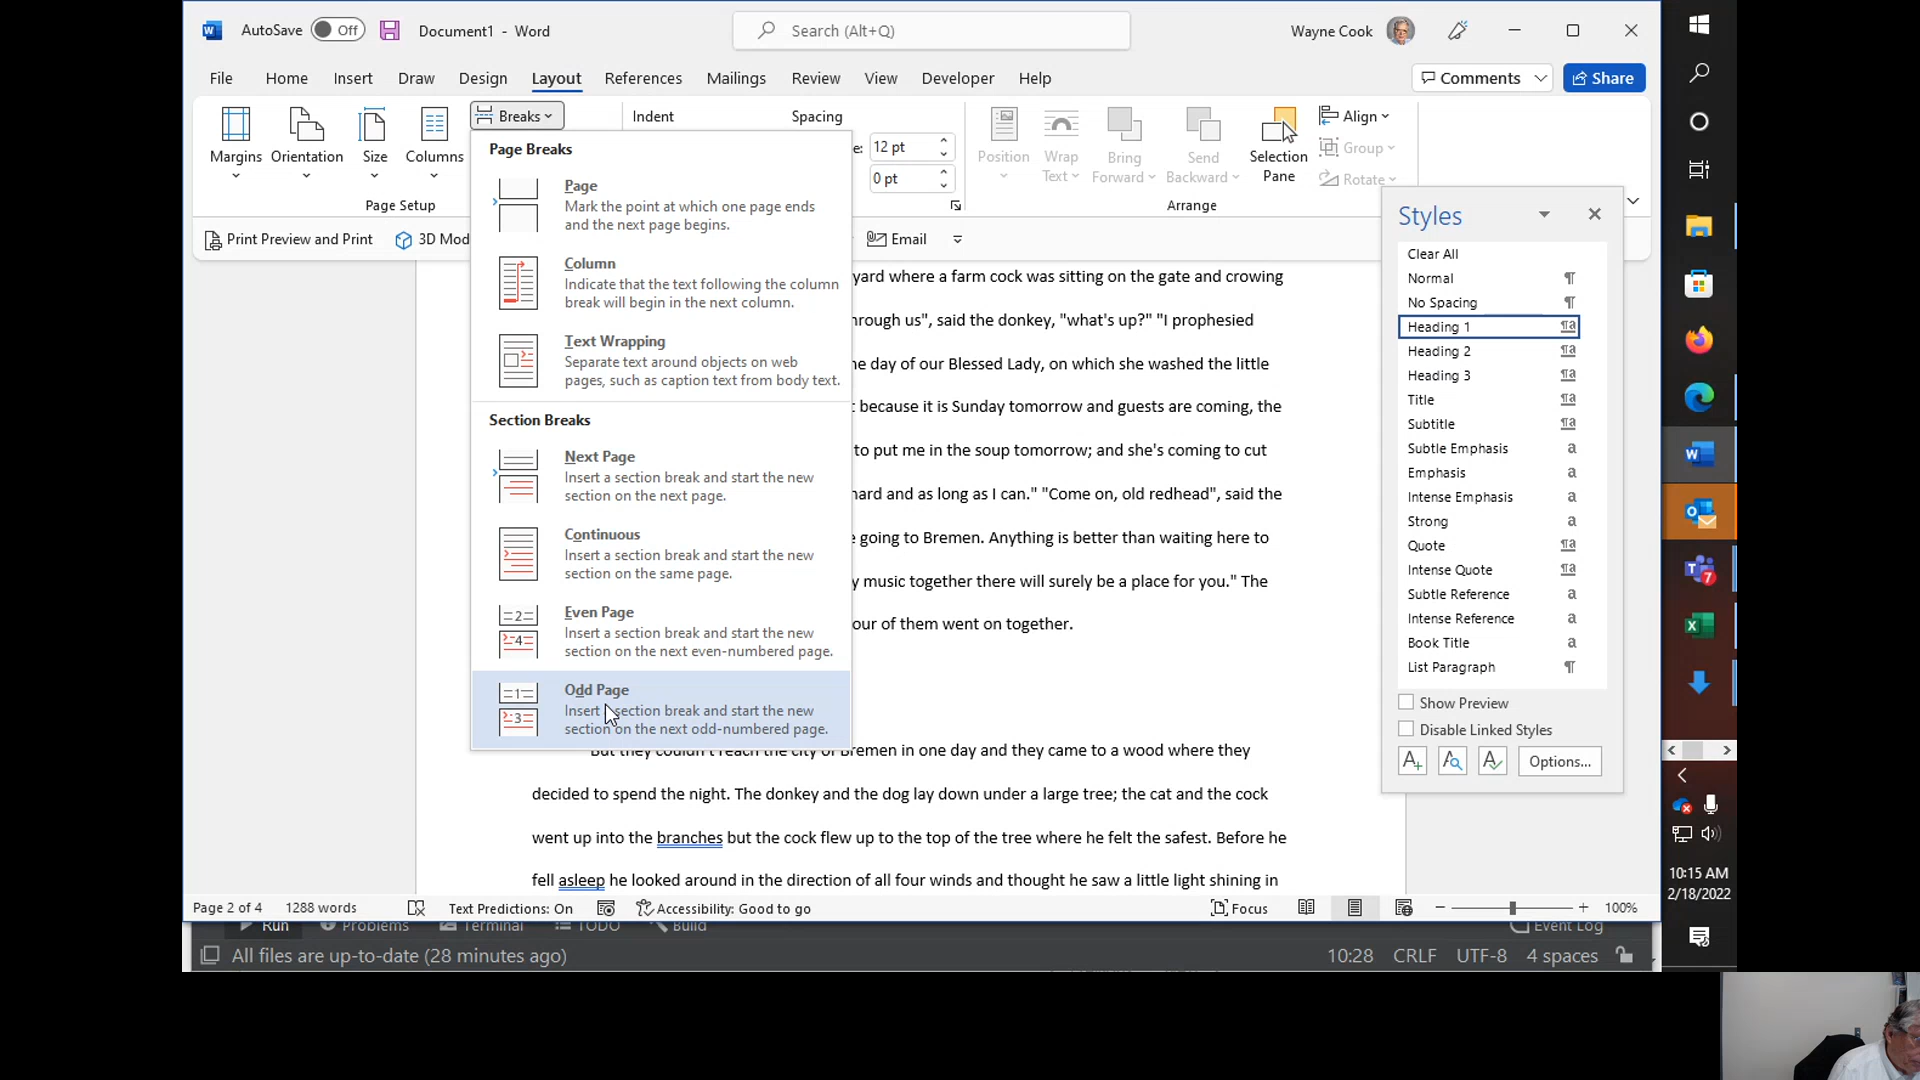 AutoSave Off Document1 - Word Search (Alt+Q) Wayne Cook
File Home Insert Draw Design Layout References Mailings Review View Developer Help Comments Share
Margins Orientation Size Columns
Breaks
Page Setup
Indent Spacing
e: 12 pt
0 pt
Position Wrap Text Bring Forward Send Backward Selection Pane
Align
Group
Rotate
Arrange
Print Preview and Print 3D Mod Email
Page Breaks
Page
Mark the point at which one page ends
and the next page begins.
Column
Indicate that the text following the column
break will begin in the next column.
Text Wrapping
Separate text around objects on web
pages, such as caption text from body text.
Section Breaks
Next Page
Insert a section break and start the new
section on the next page.
Continuous
Insert a section break and start the new
section on the same page.
=2=
=4=
Even Page
Insert a section break and start the new
section on the next even-numbered page.
=1=
=3=
Odd Page
Insert section break and start the new
section on the next odd-numbered page.
yard where a farm cock was sitting on the gate and crowing
hrough us", said the donkey, "what's up?" "I prophesied
he day of our Blessed Lady, on which she washed the little
t because it is Sunday tomorrow and guests are coming, the
to put me in the soup tomorrow; and she's coming to cut
hard and as long as I can." "Come on, old redhead", said the
e going to Bremen. Anything is better than waiting here to
y music together there will surely be a place for you." The
our of them went on together.
But they couldn't reach the city of Bremen in one day and they came to a wood where they
decided to spend the night. The donkey and the dog lay down under a large tree; the cat and the cock
went up into the branches but the cock flew up to the top of the tree where he felt the safest. Before he
fell asleep he looked around in the direction of all four winds and thought he saw a little light shining in
Styles
Clear All
Normal ¶
No Spacing ¶
Heading 1 ¶a
Heading 2 ¶a
Heading 3 ¶a
Title ¶a
Subtitle ¶a
Subtle Emphasis a
Emphasis a
Intense Emphasis a
Strong a
Quote ¶a
Intense Quote ¶a
Subtle Reference a
Intense Reference a
Book Title a
List Paragraph ¶
Show Preview
Disable Linked Styles
Options...
Page 2 of 4 1288 words Text Predictions: On Accessibility: Good to go Focus 100%
Run Problems Terminal TODO Build Event Log
All files are up-to-date (28 minutes ago) 10:28 CRLF UTF-8 4 spaces
7
10:15 AM
2/18/2022